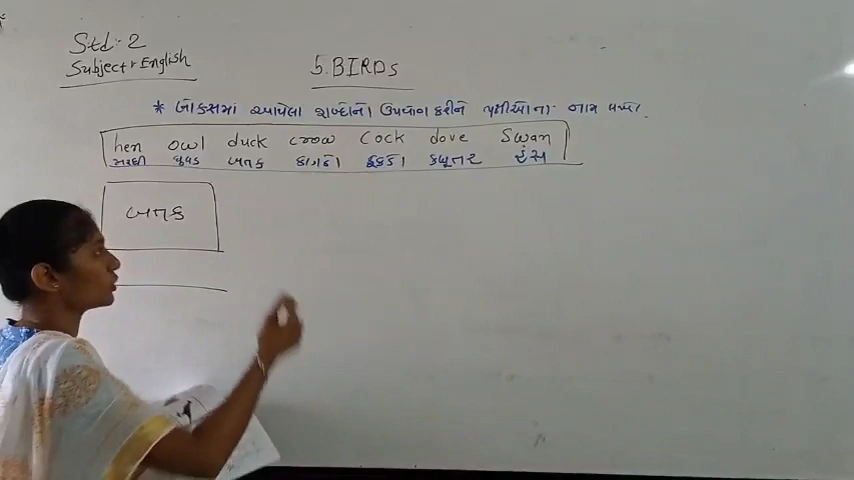 Std:- 2
Subject:- English
5. BIRDS
* બોક્સમાં આપેલા શબ્દોનો ઉપયોગ કરીને પક્ષીઓના નામ લખો.
hen owl duck crow Cock dove Swan
મરઘી ઘુવડ બતક કાગડો કૂકડો કબૂતર હંસ
બતક